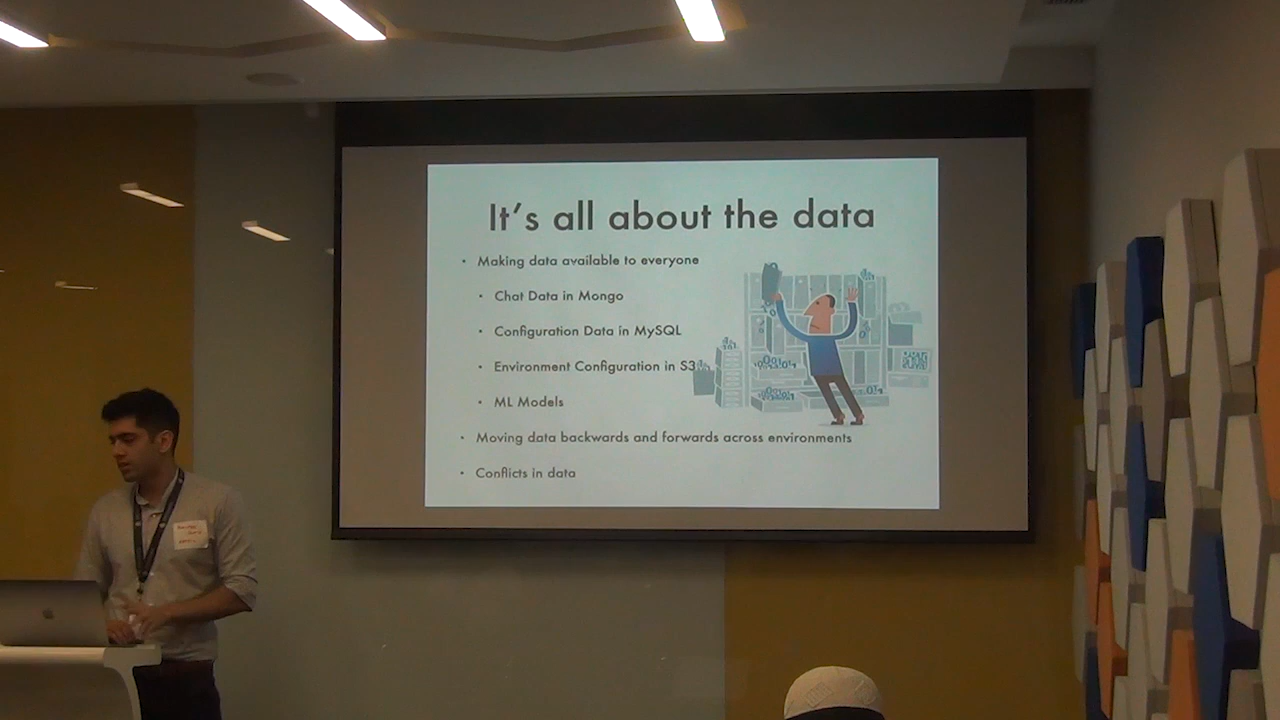 It's all about the data
• Making data available to everyone
• Chat Data in Mongo
• Configuration Data in MySQL
• Environment Configuration in S3
• ML Models
• Moving data backwards and forwards across environments
• Conflicts in data